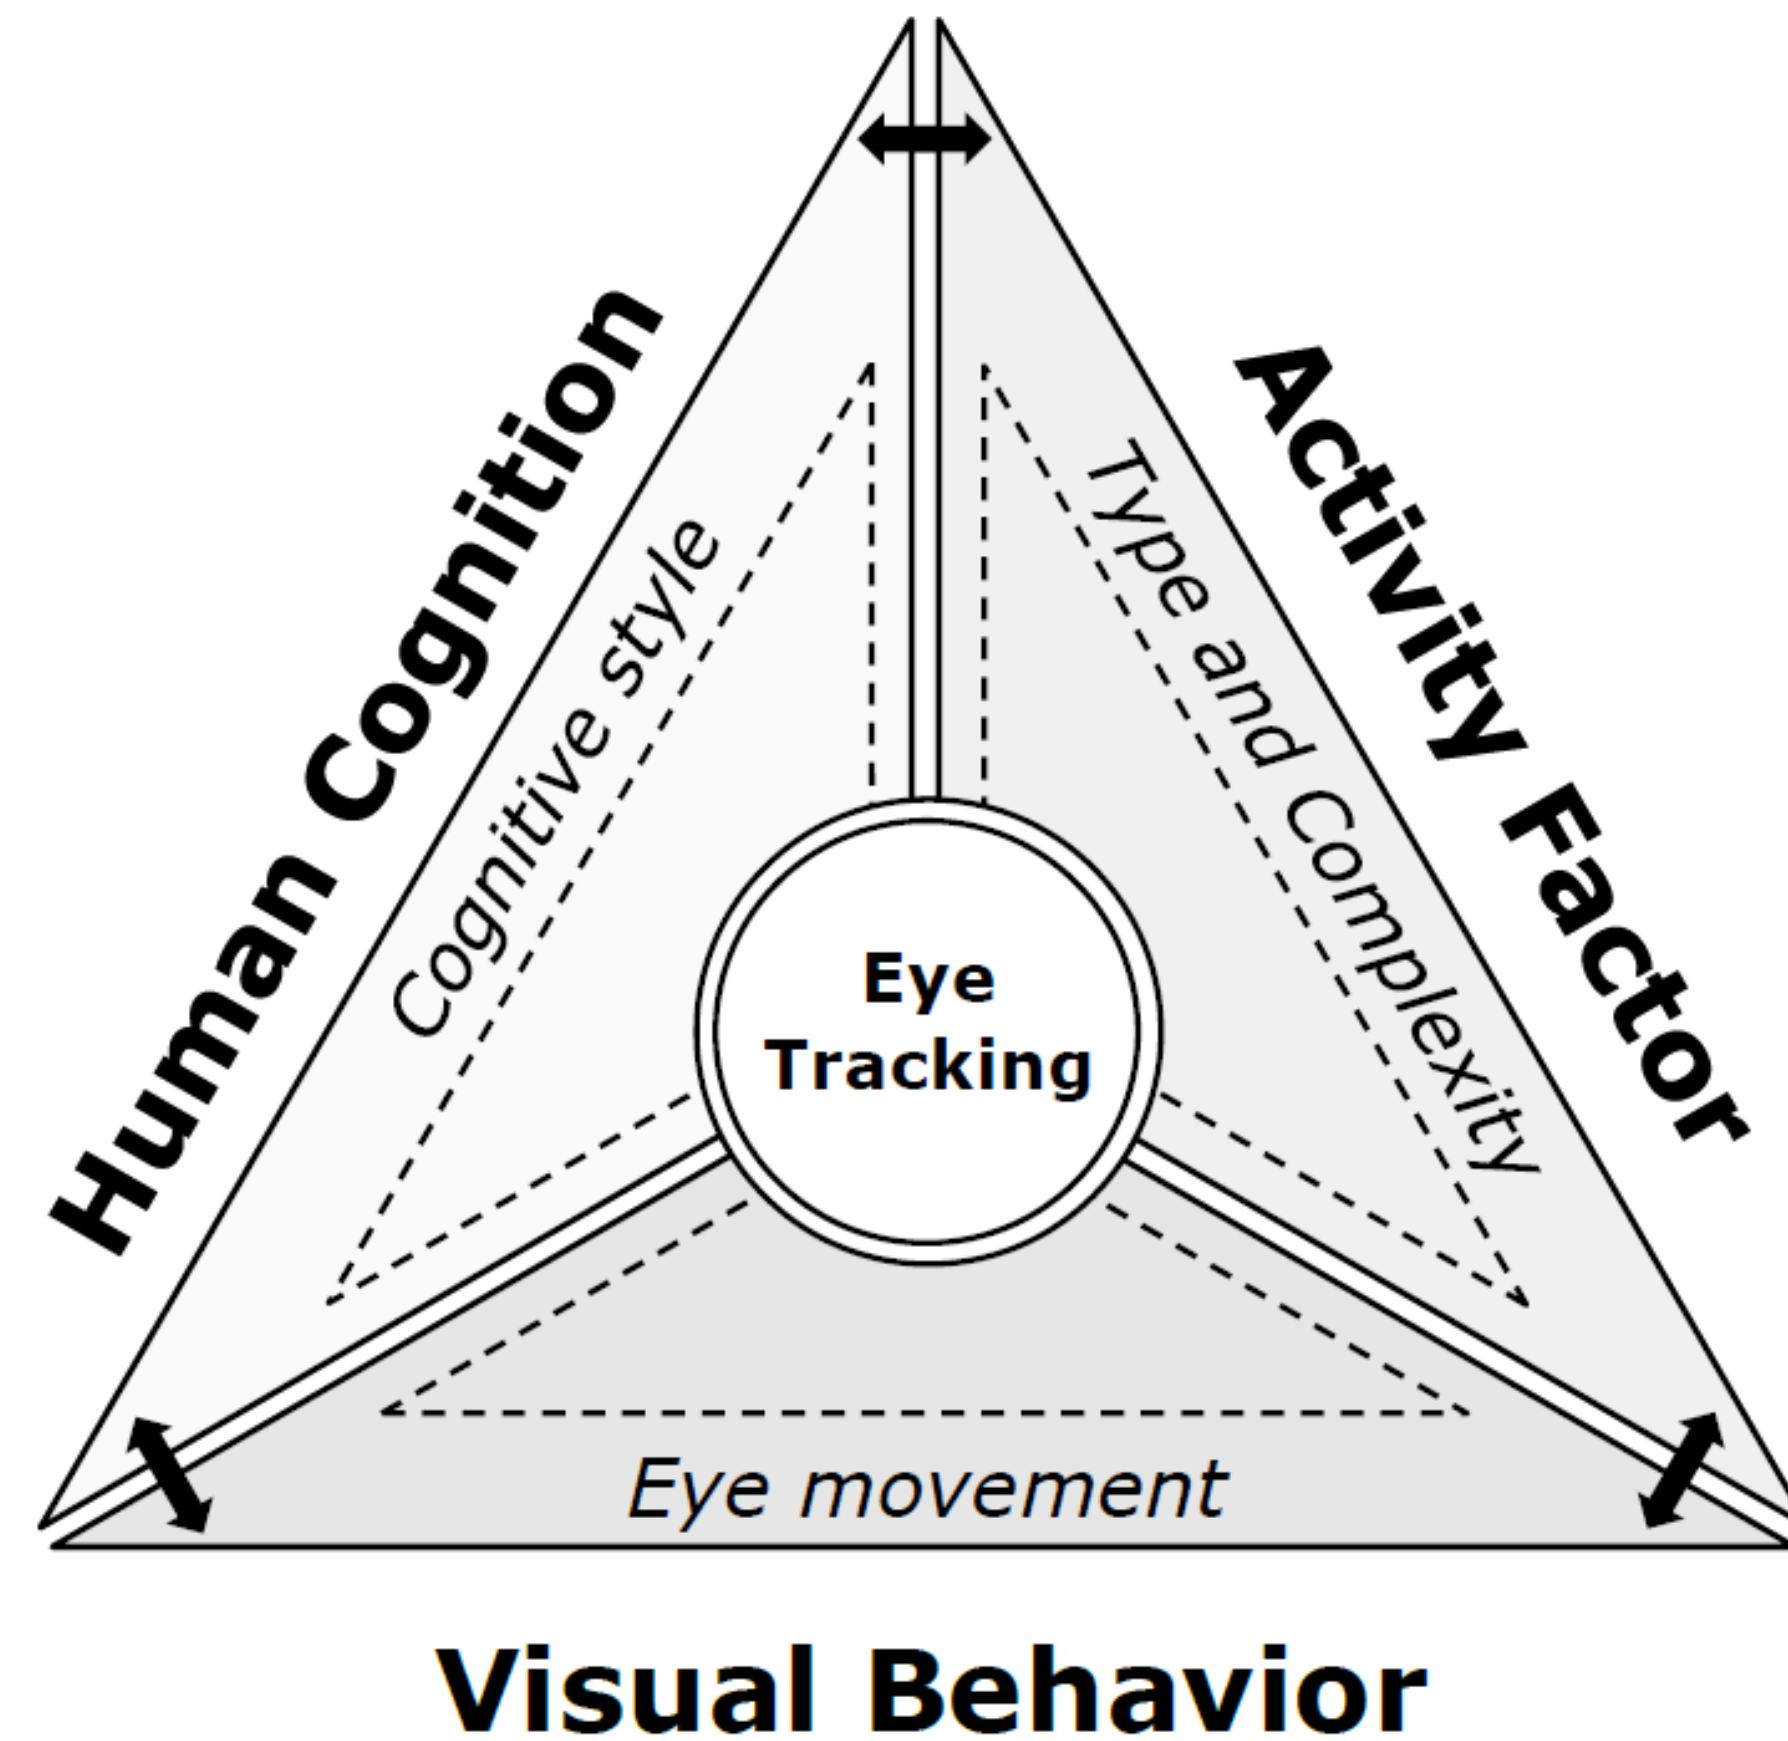 Human Cognition
Cognitive style
Activity Factor
Type and Complexity
Eye
Tracking
Eye movement
Visual Behavior